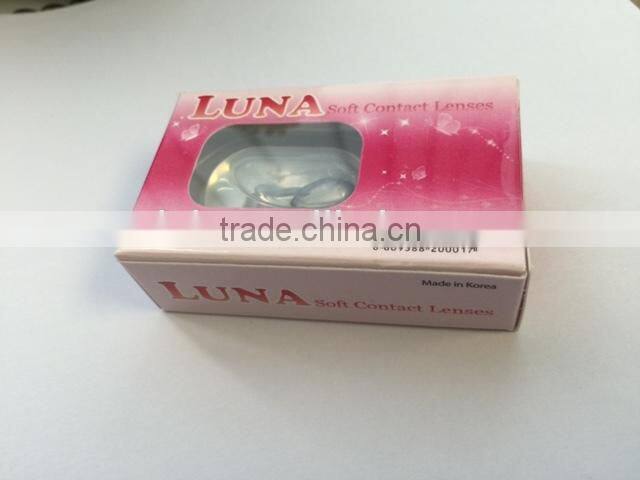 LUNA Soft Contact Lenses
trade.china.cn
Made in Korea
LUNA Soft Contact Lenses